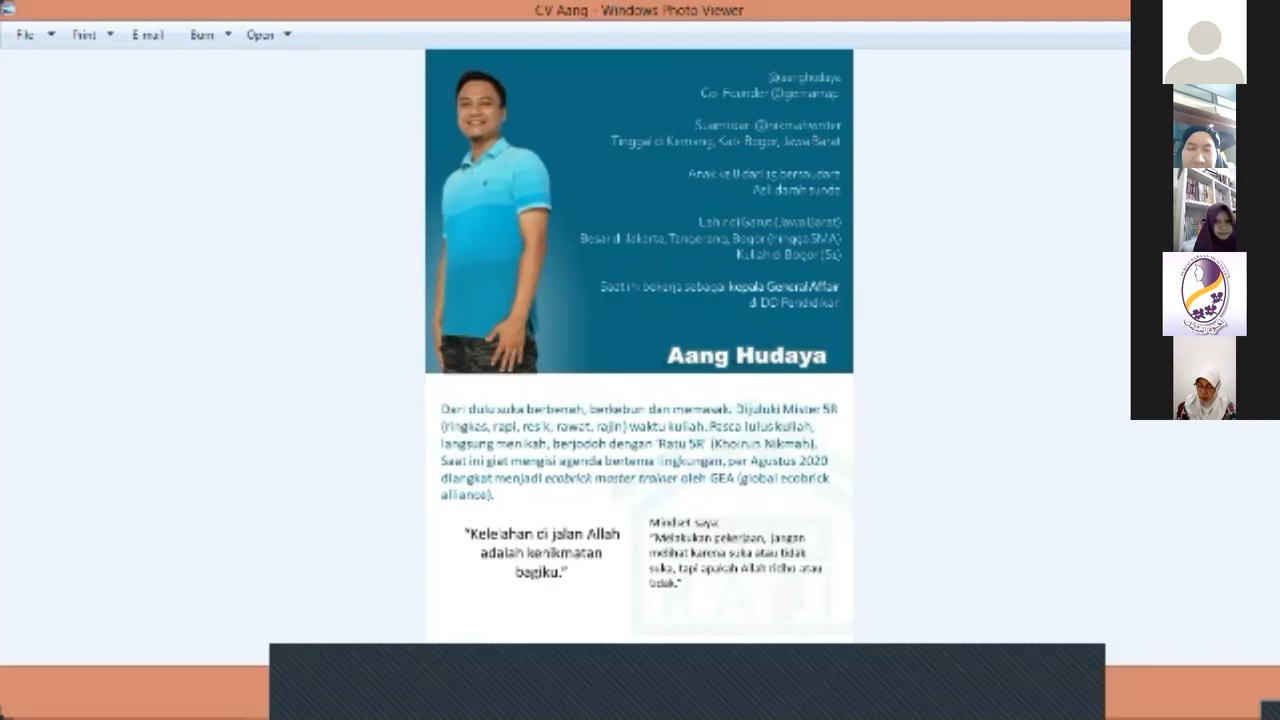 CV Aang - Windows Photo Viewer
File Print E-mail Burn Open
@aanghudaya
Co-Founder @gemarrapi
Suami dari @nikmahwriter
Tinggal di Kemang, Kab. Bogor, Jawa Barat
Anak ke 8 dari 15 bersaudara
Asli darah sunda
Lahir di Garut (Jawa Barat)
Besar di Jakarta, Tangerang, Bogor (hingga SMA)
Kuliah di Bogor (S1)
Saat ini bekerja sebagai kepala General Affair
di DD Pendidikan
Aang Hudaya
Dari dulu suka berbenah, berkebun dan memasak. Dijuluki Mister 5R
(ringkas, rapi, resik, rawat, rajin) waktu kuliah. Pasca lulus kuliah,
langsung menikah, berjodoh dengan 'Ratu 5R' (Khoirun Nikmah).
Saat ini giat mengisi agenda bertema lingkungan, per Agustus 2020
diangkat menjadi ecobrick master trainer oleh GEA (global ecobrick
alliance).
"Kelelahan di jalan Allah
adalah kenikmatan
bagiku."
Mindset saya:
"Melakukan pekerjaan, jangan
melihat karena suka atau tidak
suka, tapi apakah Allah ridho atau
tidak."